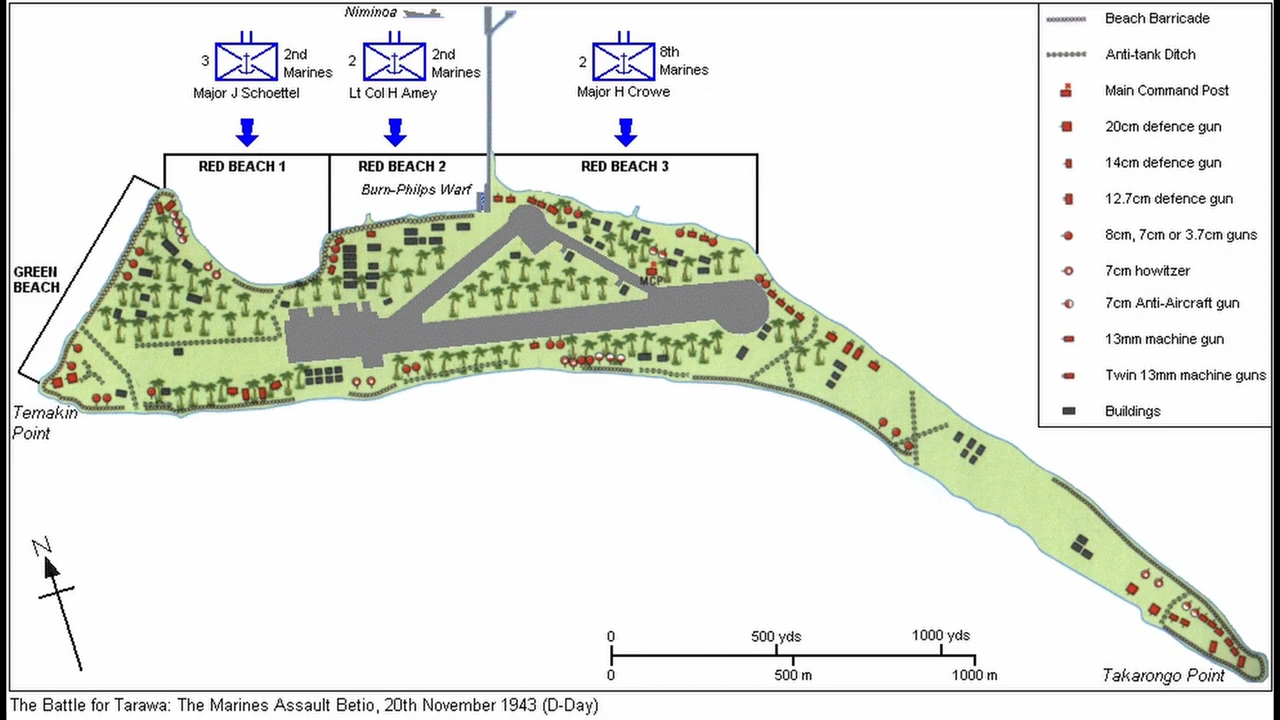 Niminoa
3
2nd
Marines
Major J Schoettel
2
2nd
Marines
Lt Col H Amey
2
8th
Marines
Major H Crowe
RED BEACH 1
RED BEACH 2
RED BEACH 3
Burn-Philps Warf
GREEN
BEACH
MCP
Temakin
Point
N
Beach Barricade
Anti-tank Ditch
Main Command Post
20cm defence gun
14cm defence gun
12.7cm defence gun
8cm, 7cm or 3.7cm guns
7cm howitzer
7cm Anti-Aircraft gun
13mm machine gun
Twin 13mm machine guns
Buildings
0 500 yds 1000 yds
0 500 m 1000 m
Takarongo Point
The Battle for Tarawa: The Marines Assault Betio, 20th November 1943 (D-Day)